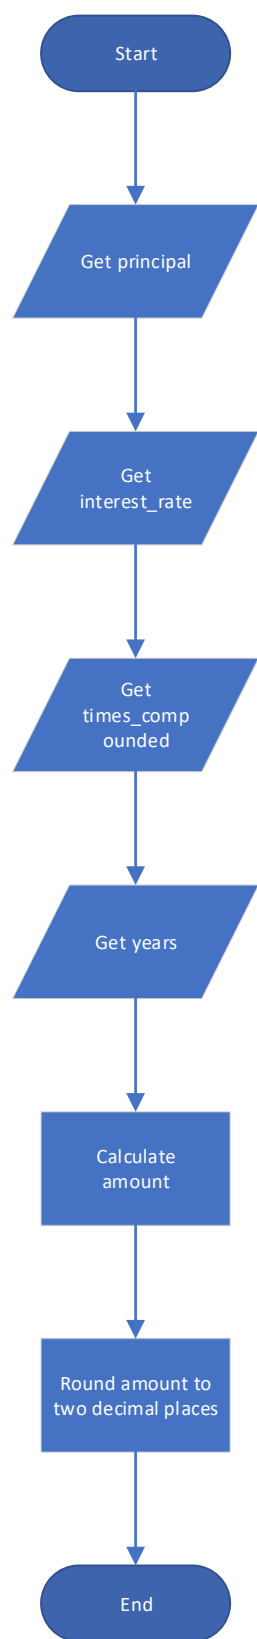 Start
Get principal
Get
interest_rate
Get
times_comp
ounded
Get years
Calculate
amount
Round amount to
two decimal places
End